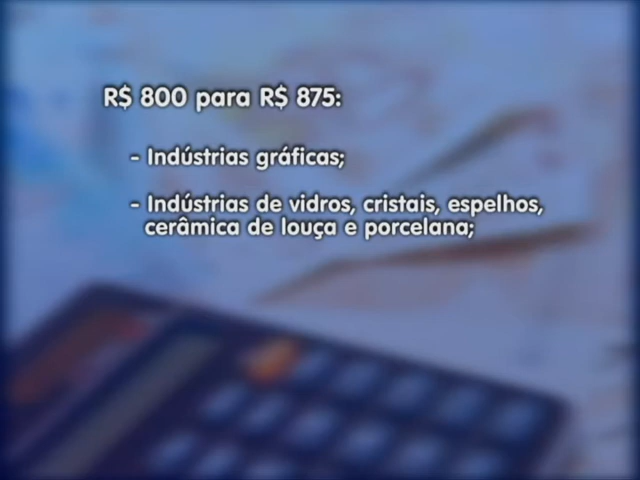 R$ 800 para R$ 875:
- Indústrias gráficas;
- Indústrias de vidros, cristais, espelhos,
cerâmica de louça e porcelana;